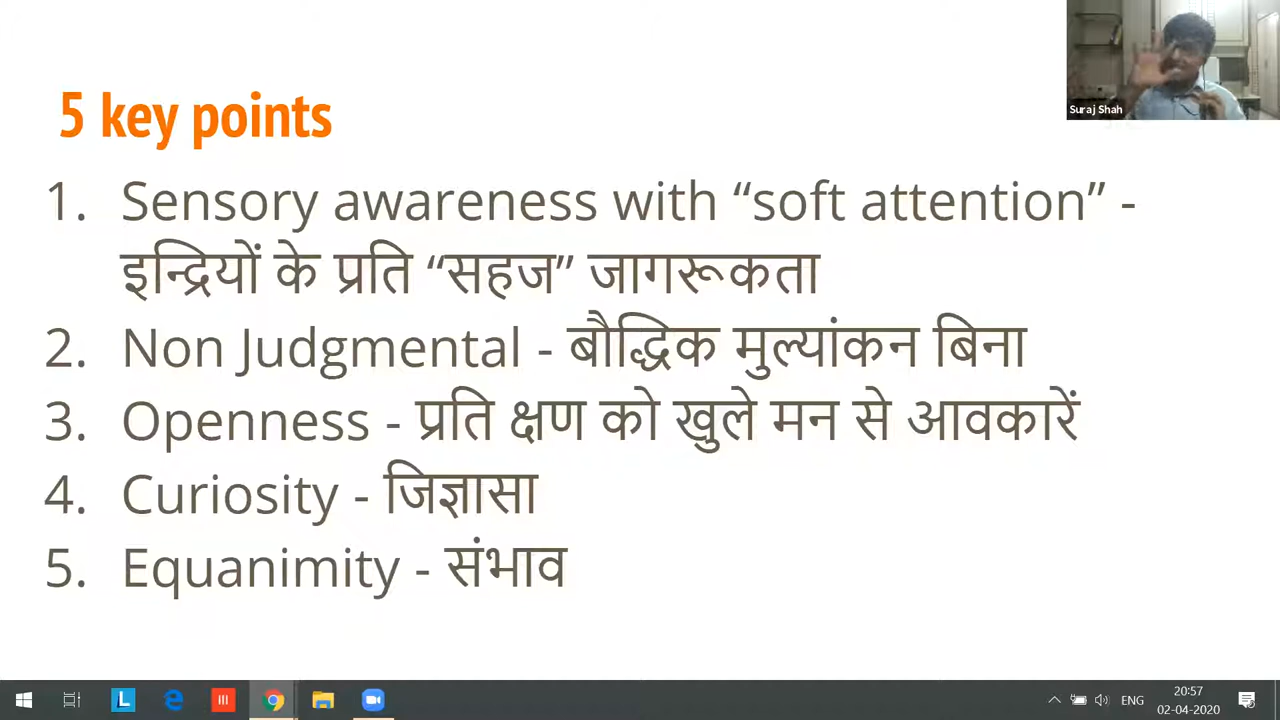 Suraj Shah
5 key points
1. Sensory awareness with “soft attention” -
इन्द्रियों के प्रति “सहज” जागरूकता
2. Non Judgmental - बौद्धिक मुल्यांकन बिना
3. Openness - प्रति क्षण को खुले मन से आवकारें
4. Curiosity - जिज्ञासा
5. Equanimity - संभाव
L
ENG
20:57
02-04-2020